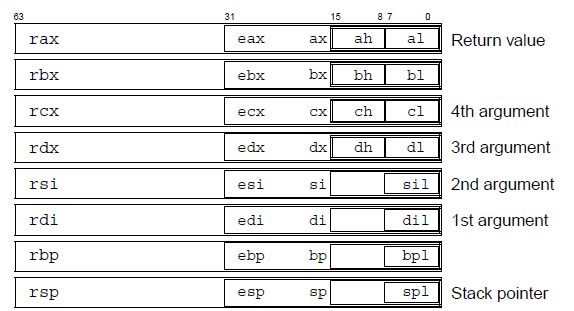 63 31 15 8 7 0
rax eax ax ah al Return value
rbx ebx bx bh bl
rcx ecx cx ch cl 4th argument
rdx edx dx dh dl 3rd argument
rsi esi si sil 2nd argument
rdi edi di dil 1st argument
rbp ebp bp bpl
rsp esp sp spl Stack pointer